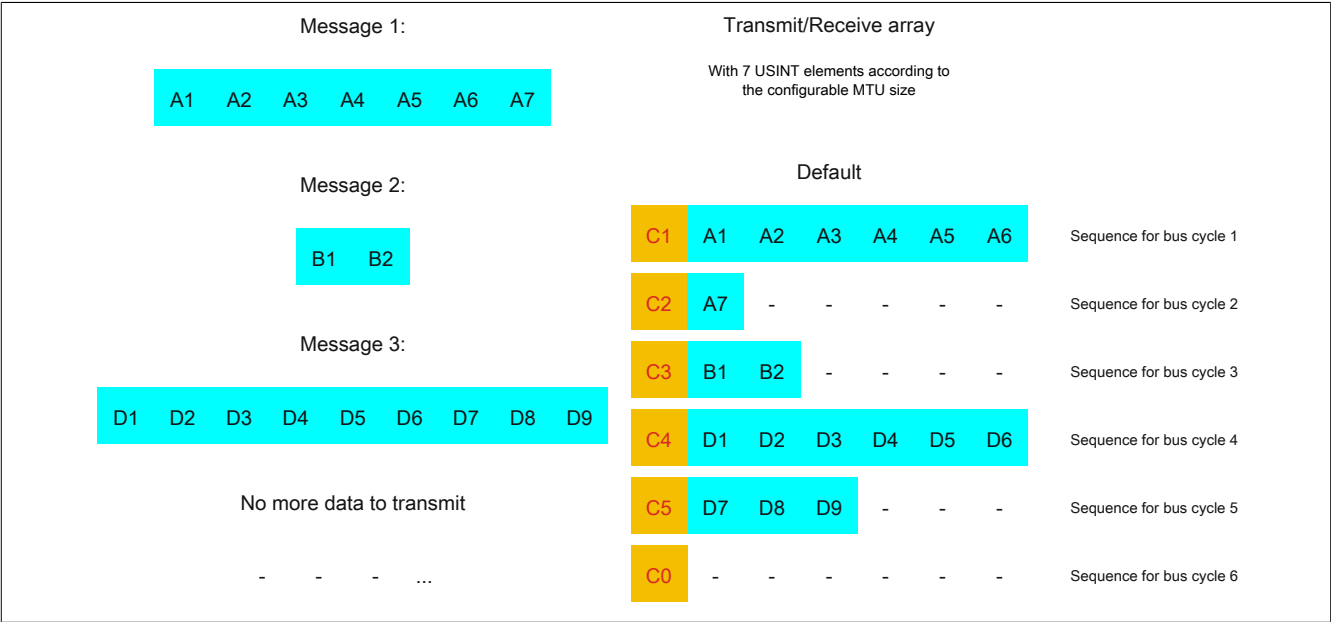 Message 1:
A1 A2 A3 A4 A5 A6 A7
Message 2:
B1 B2
Message 3:
D1 D2 D3 D4 D5 D6 D7 D8 D9
No more data to transmit
- - - ...
Transmit/Receive array
With 7 USINT elements according to
the configurable MTU size
Default
C1 A1 A2 A3 A4 A5 A6 Sequence for bus cycle 1
C2 A7 - - - - - Sequence for bus cycle 2
C3 B1 B2 - - - - Sequence for bus cycle 3
C4 D1 D2 D3 D4 D5 D6 Sequence for bus cycle 4
C5 D7 D8 D9 - - - Sequence for bus cycle 5
C0 - - - - - - Sequence for bus cycle 6